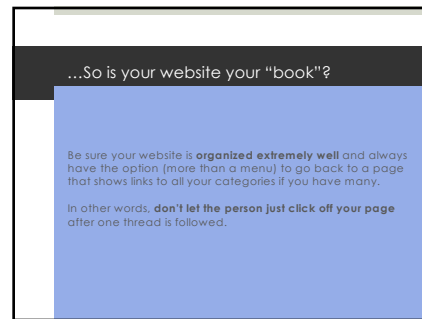 …So is your website your “book”?
Be sure your website is organized extremely well and always
have the option (more than a menu) to go back to a page
that shows links to all your categories if you have many.
In other words, don’t let the person just click off your page
after one thread is followed.